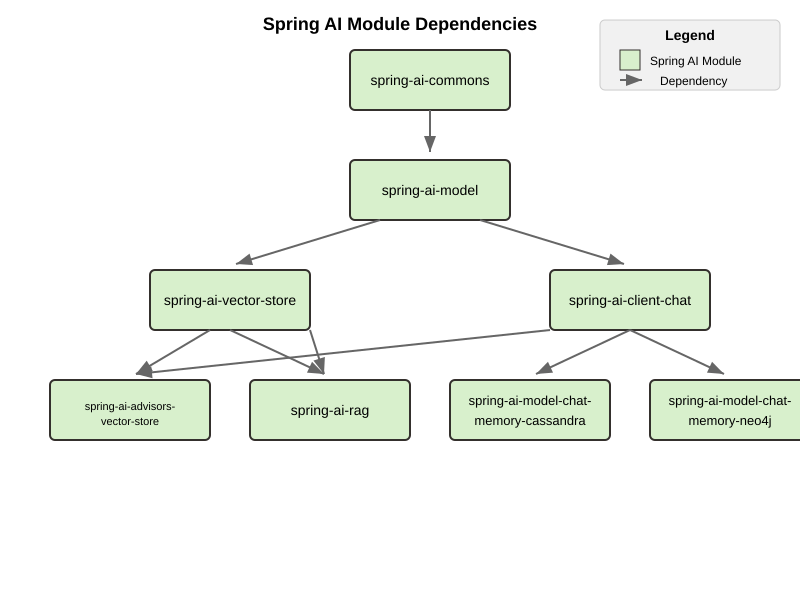 Spring AI Module Dependencies
Legend
Spring AI Module
Dependency
spring-ai-commons
spring-ai-model
spring-ai-vector-store
spring-ai-client-chat
spring-ai-advisors-
vector-store
spring-ai-rag
spring-ai-model-chat-
memory-cassandra
spring-ai-model-chat-
memory-neo4j